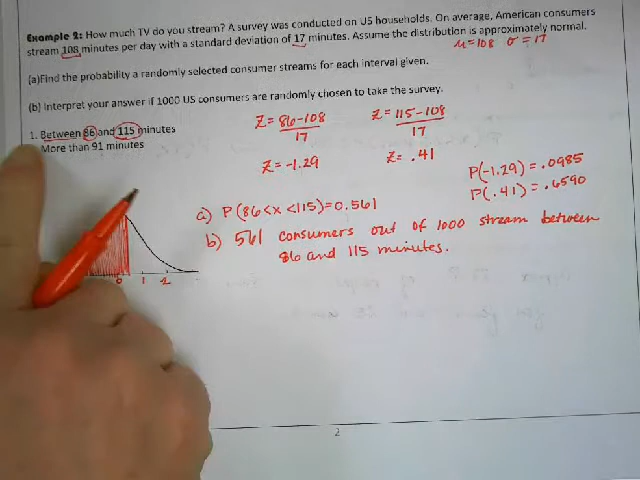 Example 2: How much TV do you stream? A survey was conducted on US households. On average, American consumers
stream 108 minutes per day with a standard deviation of 17 minutes. Assume the distribution is approximately normal.
μ=108 σ=17
(a)Find the probability a randomly selected consumer streams for each interval given.
(b) Interpret your answer if 1000 US consumers are randomly chosen to take the survey.
1. Between 86 and 115 minutes
More than 91 minutes
Z = 86-108
17
Z = -1.29
Z = 115-108
17
Z = .41
P(-1.29) = .0985
P(.41) = .6590
a) P(86<x<115)=0.561
b) 561 consumers out of 1000 stream between
86 and 115 minutes.
0 1 2
2